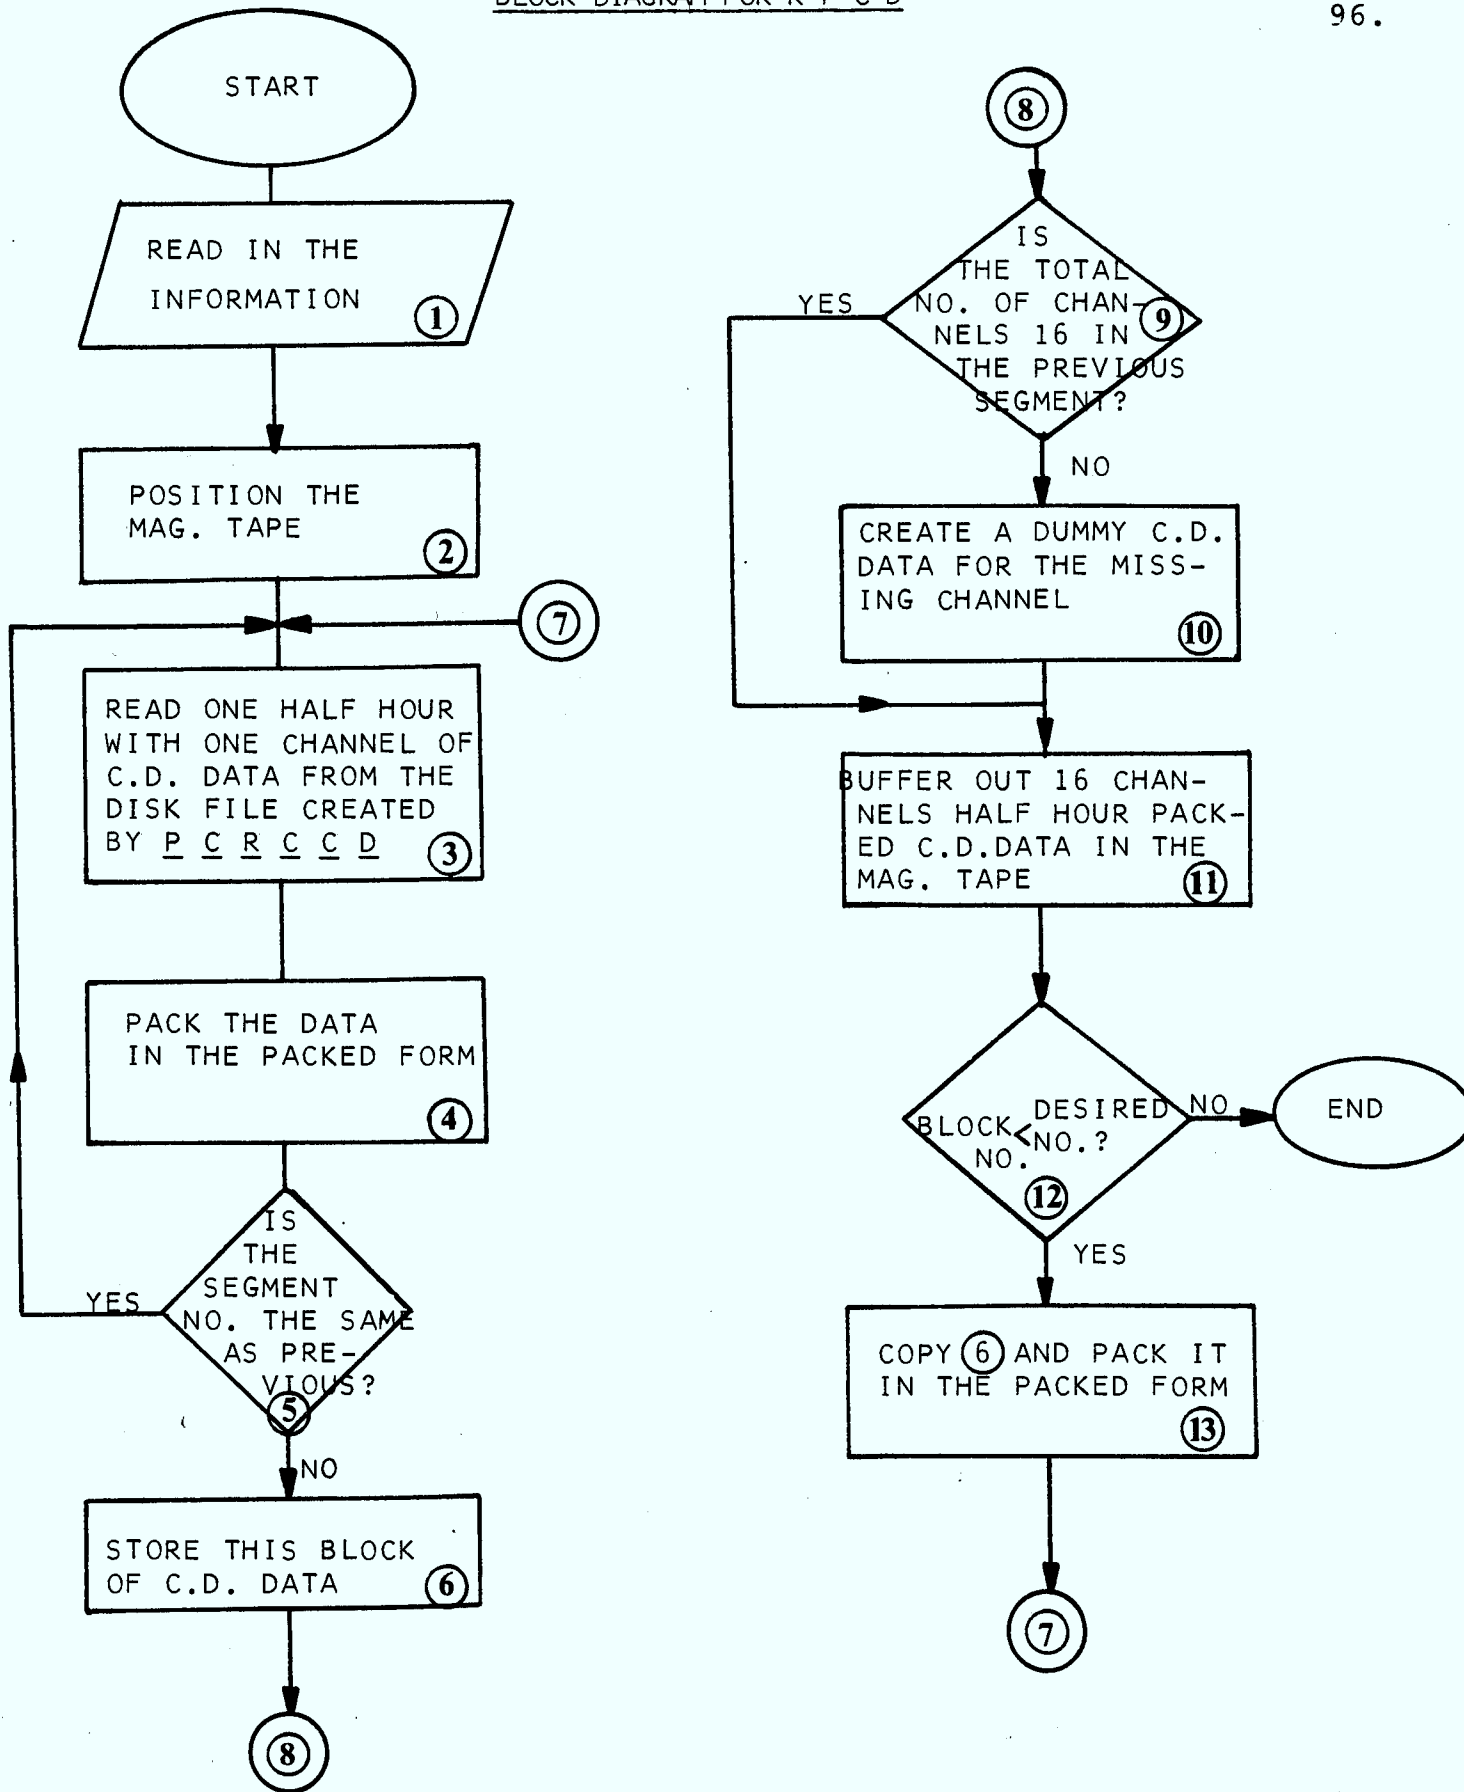 BLOCK DIAGRAM FOR R P C D
96.
START
READ IN THE
INFORMATION
1
POSITION THE
MAG. TAPE
2
7
READ ONE HALF HOUR
WITH ONE CHANNEL OF
C.D. DATA FROM THE
DISK FILE CREATED
BY P C R C C D
3
PACK THE DATA
IN THE PACKED FORM
4
IS
THE
SEGMENT
NO. THE SAME
AS PRE-
VIOUS?
5
YES
NO
STORE THIS BLOCK
OF C.D. DATA
6
8
8
IS
THE TOTAL
NO. OF CHAN-
NELS 16 IN
THE PREVIOUS
SEGMENT?
9
YES
NO
CREATE A DUMMY C.D.
DATA FOR THE MISS-
ING CHANNEL
10
BUFFER OUT 16 CHAN-
NELS HALF HOUR PACK-
ED C.D.DATA IN THE
MAG. TAPE
11
BLOCK < DESIRED
NO. NO.?
12
NO
END
YES
COPY 6 AND PACK IT
IN THE PACKED FORM
13
7